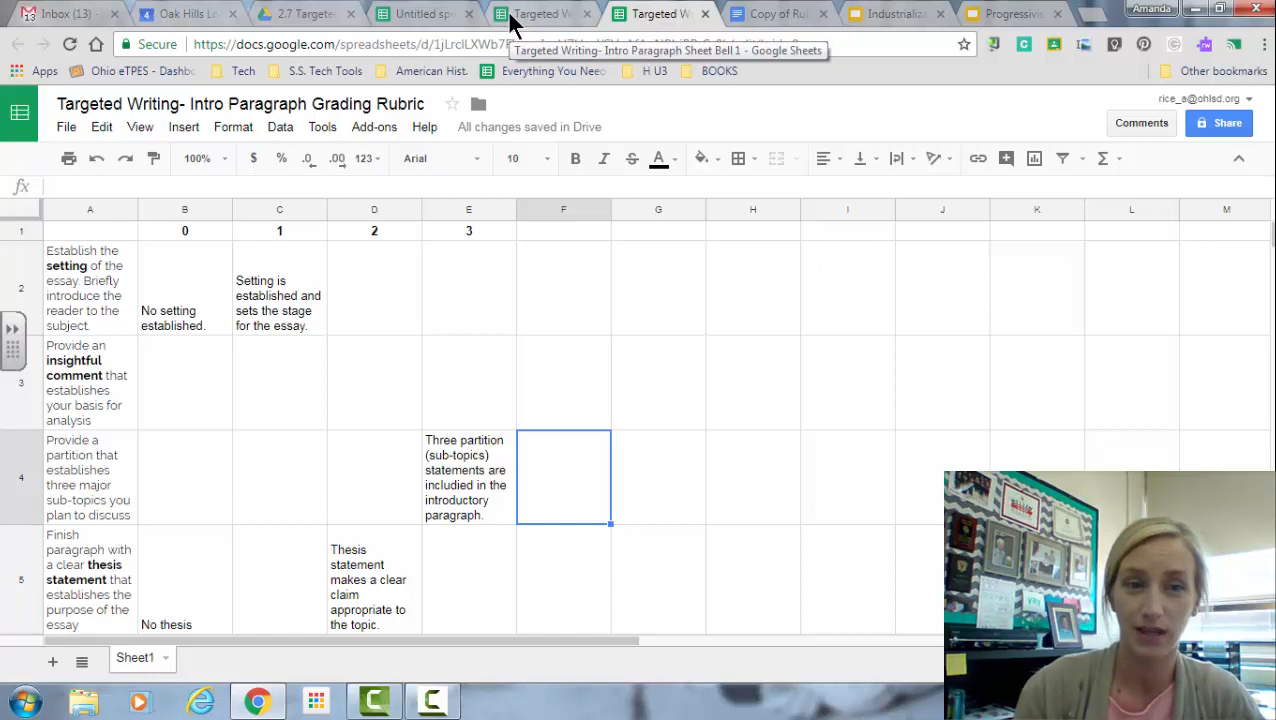 Inbox (13)
Oak Hills Lo
2.7 Targete
Untitled spr
Targeted W
Targeted W
Copy of Rul
Industrializa
Progressive
Amanda
Secure
https://docs.google.com/spreadsheets/d/1jLrcILXWb7F
Targeted Writing- Intro Paragraph Sheet Bell 1 - Google Sheets
Apps
Ohio eTPES - Dashbo
Tech
S.S. Tech Tools
American Hist.
Everything You Need
H U3
BOOKS
Other bookmarks
Targeted Writing- Intro Paragraph Grading Rubric
rice_a@ohlsd.org
File Edit View Insert Format Data Tools Add-ons Help All changes saved in Drive
Comments
Share
100% $ % .0 .00 123 Arial 10 B I S A
fx
A B C D E F G H I J K L M
1 0 1 2 3
2
Establish the
setting of the
essay. Briefly
introduce the
reader to the
subject.
No setting
established.
Setting is
established and
sets the stage
for the essay.
3
Provide an
insightful
comment that
establishes
your basis for
analysis
4
Provide a
partition that
establishes
three major
sub-topics you
plan to discuss
Three partition
(sub-topics)
statements are
includied in the
introductory
paragraph.
5
Finish
paragraph with
a clear thesis
statement that
establishes the
purpose of the
essay
No thesis
Thesis
statement
makes a clear
claim
appropriate to
the topic.
Sheet1